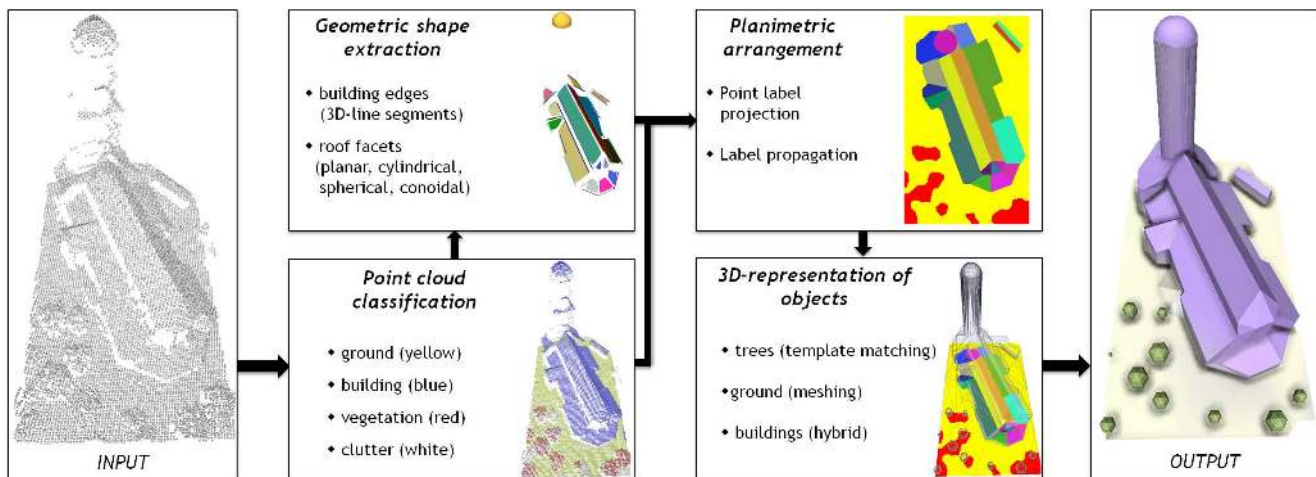 INPUT
Geometric shape
extraction
◆ building edges
(3D-line segments)
◆ roof facets
(planar, cylindrical,
spherical, conoidal)
Point cloud
classification
◆ ground (yellow)
◆ building (blue)
◆ vegetation (red)
◆ clutter (white)
Planimetric
arrangement
◆ Point label
projection
◆ Label propagation
3D-representation of
objects
◆ trees (template matching)
◆ground (meshing)
◆ buildings (hybrid)
OUTPUT